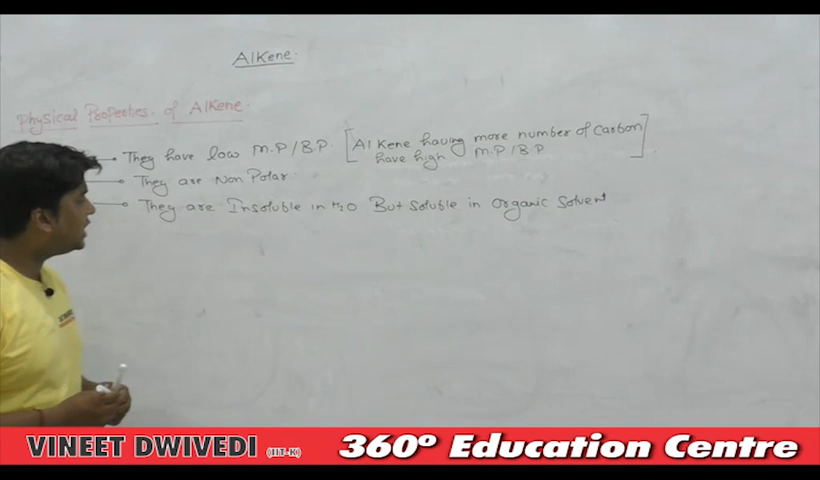 Alkene.
Physical Properties of Alkene.
They have low M.P/B.P. [Alkene having more number of Carbon
have high M.P/B.P]
They are Non Polar.
They are Insoluble in H2O But soluble in organic Solvent
VINEET DWIVEDI (IIT-K) 360° Education Centre